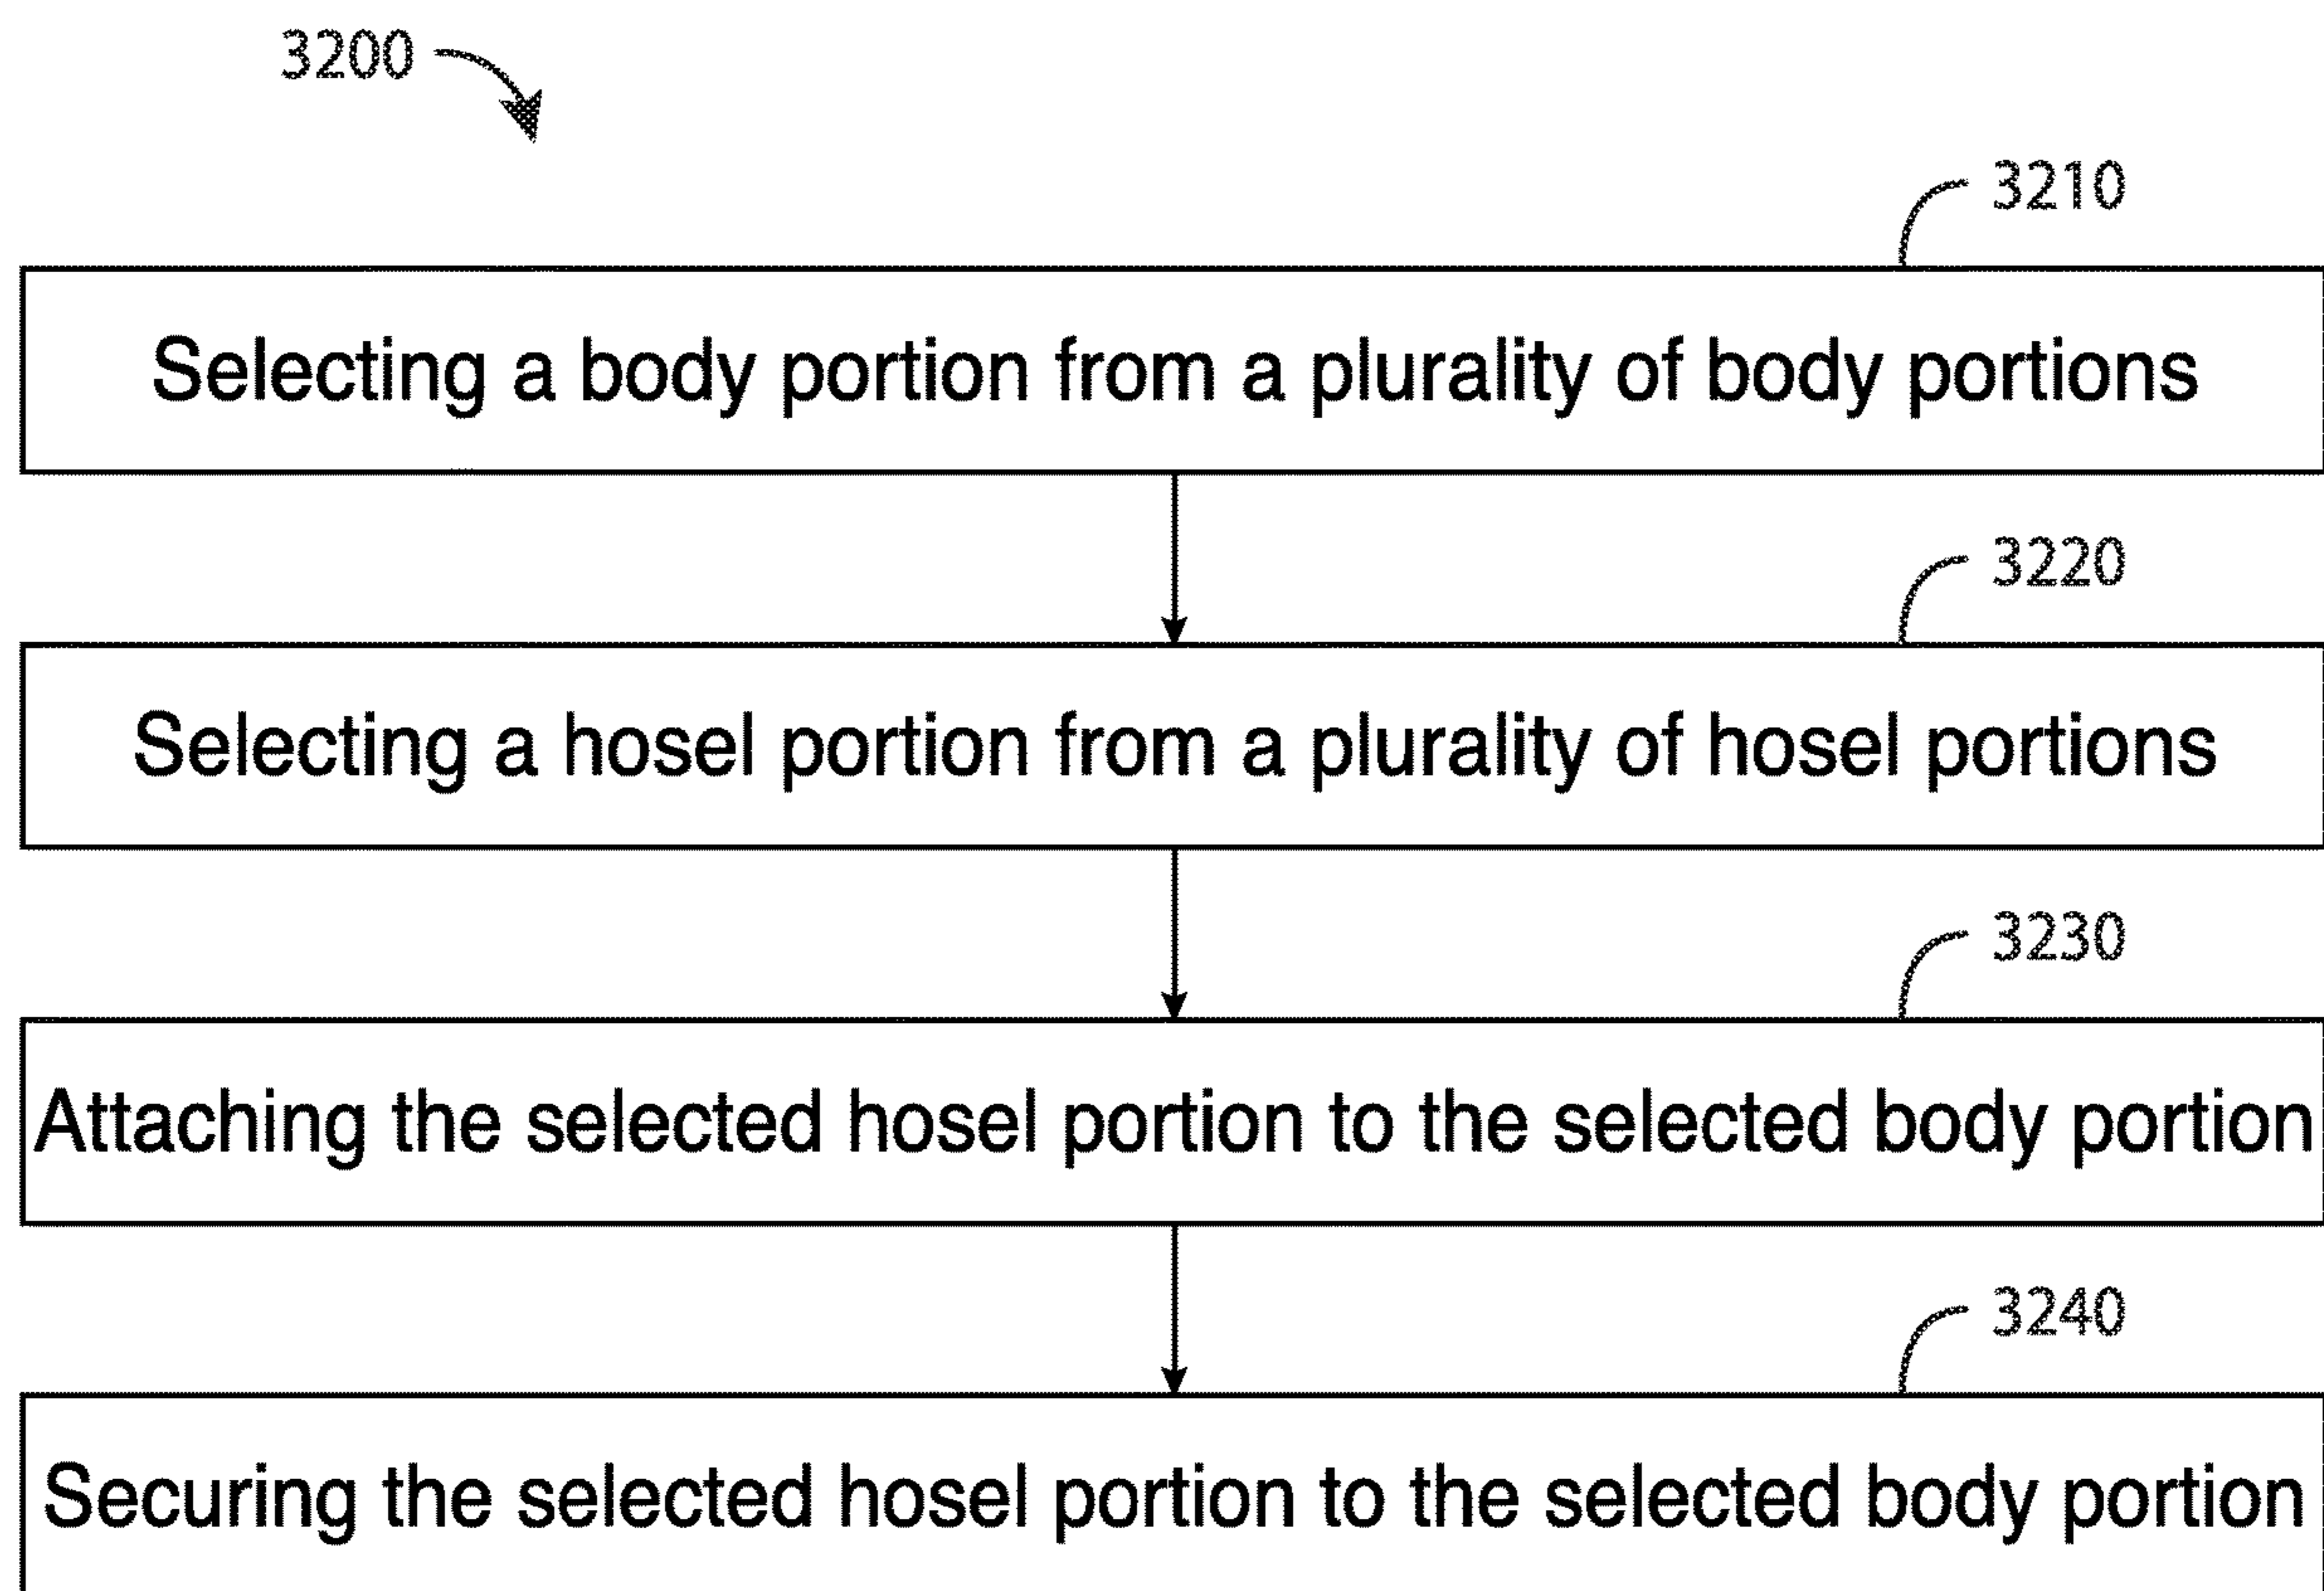 3200
3210
Selecting a body portion from a plurality of body portions
3220
Selecting a hosel portion from a plurality of hosel portions
3230
Attaching the selected hosel portion to the selected body portion
3240
Securing the selected hosel portion to the selected body portion